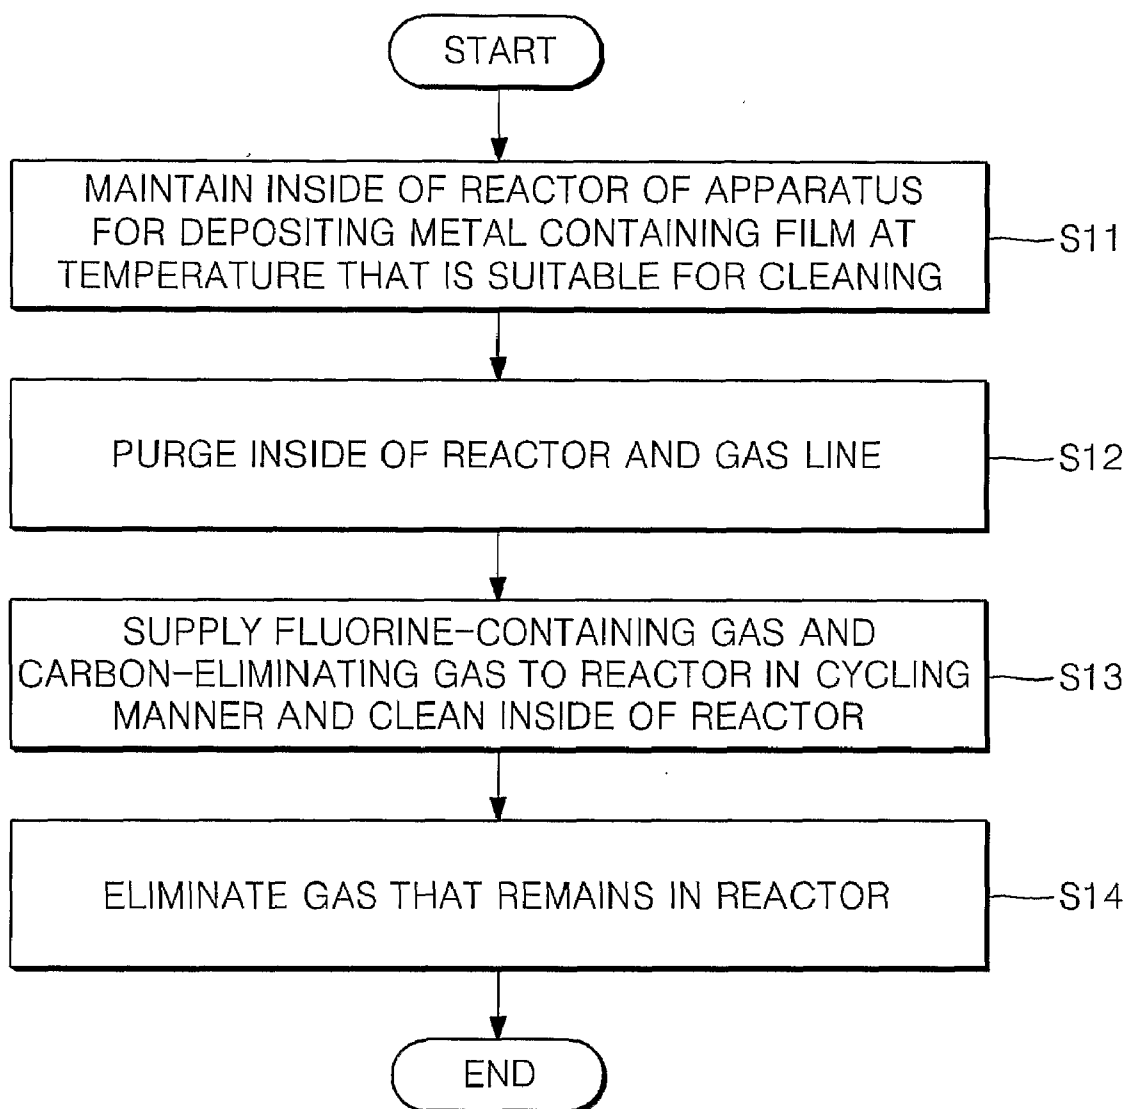 START
MAINTAIN INSIDE OF REACTOR OF APPARATUS
FOR DEPOSITING METAL CONTAINING FILM AT
TEMPERATURE THAT IS SUITABLE FOR CLEANING
S11
PURGE INSIDE OF REACTOR AND GAS LINE
S12
SUPPLY FLUORINE-CONTAINING GAS AND
CARBON-ELIMINATING GAS TO REACTOR IN CYCLING
MANNER AND CLEAN INSIDE OF REACTOR
S13
ELIMINATE GAS THAT REMAINS IN REACTOR
S14
END